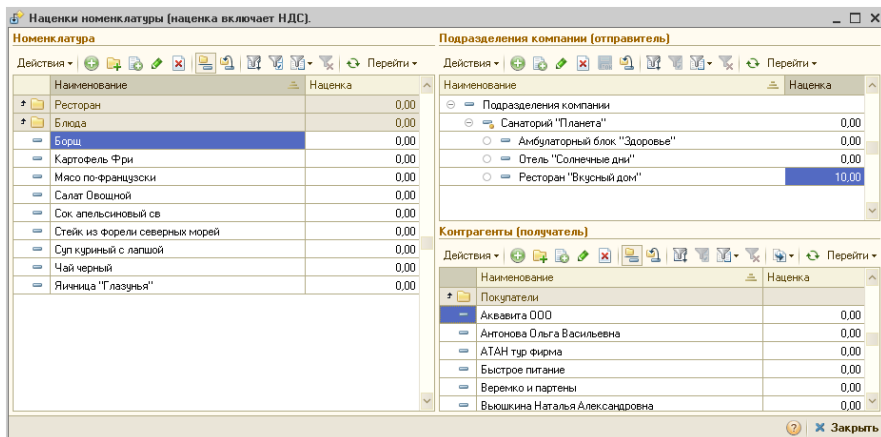 Наценки номенклатуры (наценка включает НДС).
Номенклатура
Действия Перейти
Наименование Наценка
Ресторан 0,00
Блюда 0,00
Борщ 0,00
Картофель Фри 0,00
Мясо по-французски 0,00
Салат Овощной 0,00
Сок апельсиновый св 0,00
Стейк из форели северных морей 0,00
Суп куриный с лапшой 0,00
Чай черный 0,00
Яичница "Глазунья" 0,00
Подразделения компании (отправитель)
Действия Перейти
Наименование Наценка
Подразделения компании
Санаторий "Планета" 0,00
Амбулаторный блок "Здоровье" 0,00
Отель "Солнечные дни" 0,00
Ресторан "Вкусный дом" 10,00
Контрагенты (получатель)
Действия Перейти
Наименование Наценка
Покупатели
Аквавита ООО 0,00
Антонова Ольга Васильевна 0,00
АТАН тур фирма 0,00
Быстрое питание 0,00
Веремко и партены 0,00
Вьюшкина Наталья Александровна 0,00
? Закрыть